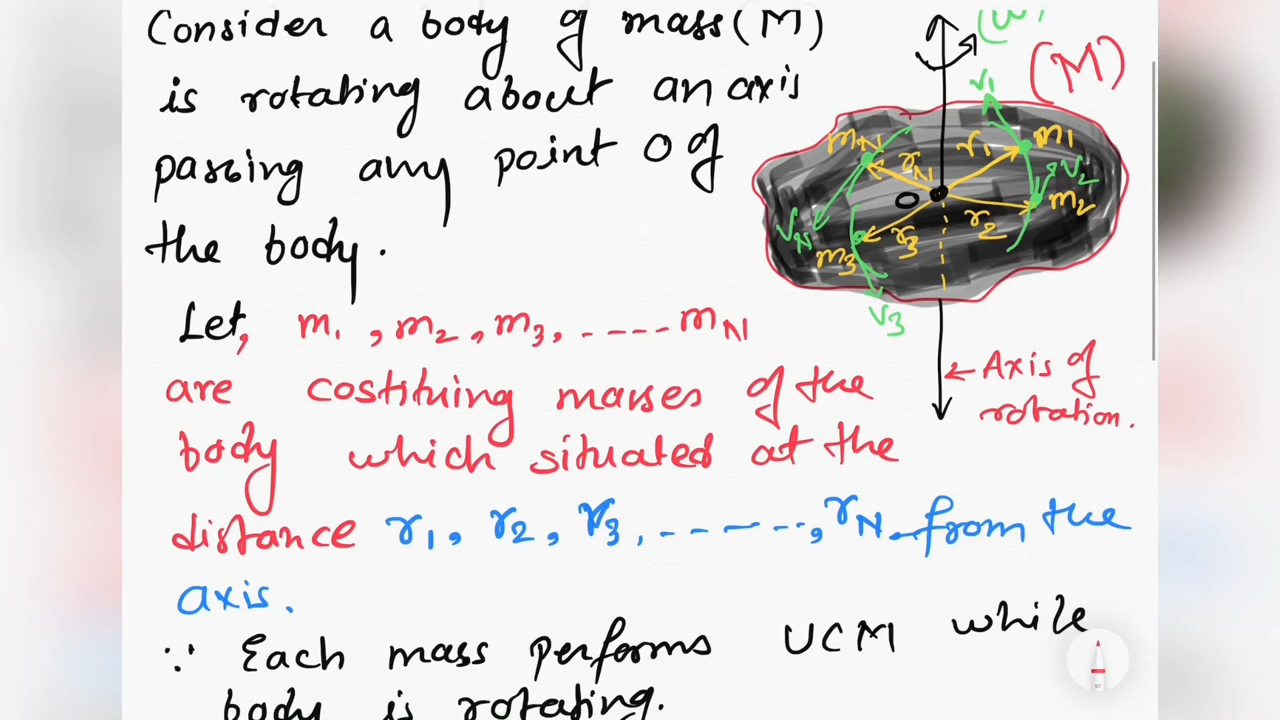 Consider a body of mass (M)
is rotating about an axis
passing any point O of
the body.
Let, m1, m2, m3, ..... mN
are costituing masses of the
body which situated at the
distance r1, r2, r3, ......., rN from the
axis.
∵ Each mass performs UCM while
body is rotating.
(ω)
(M)
v1
mN
rN
r1
m1
v2
O
m2
vN
r3
r2
m3
v3
← Axis of
rotation.